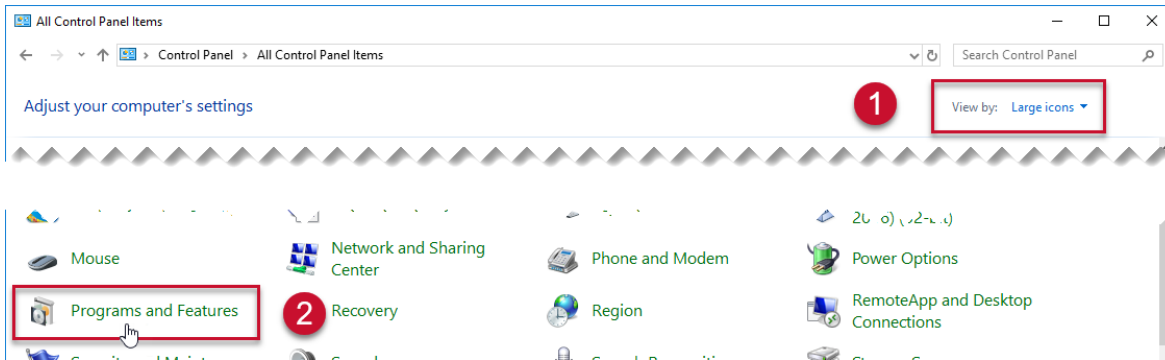 All Control Panel Items
Control Panel > All Control Panel Items
Search Control Panel
Adjust your computer's settings
1
View by: Large icons
Mouse
Network and Sharing
Center
Phone and Modem
Power Options
Programs and Features
2
Recovery
Region
RemoteApp and Desktop
Connections